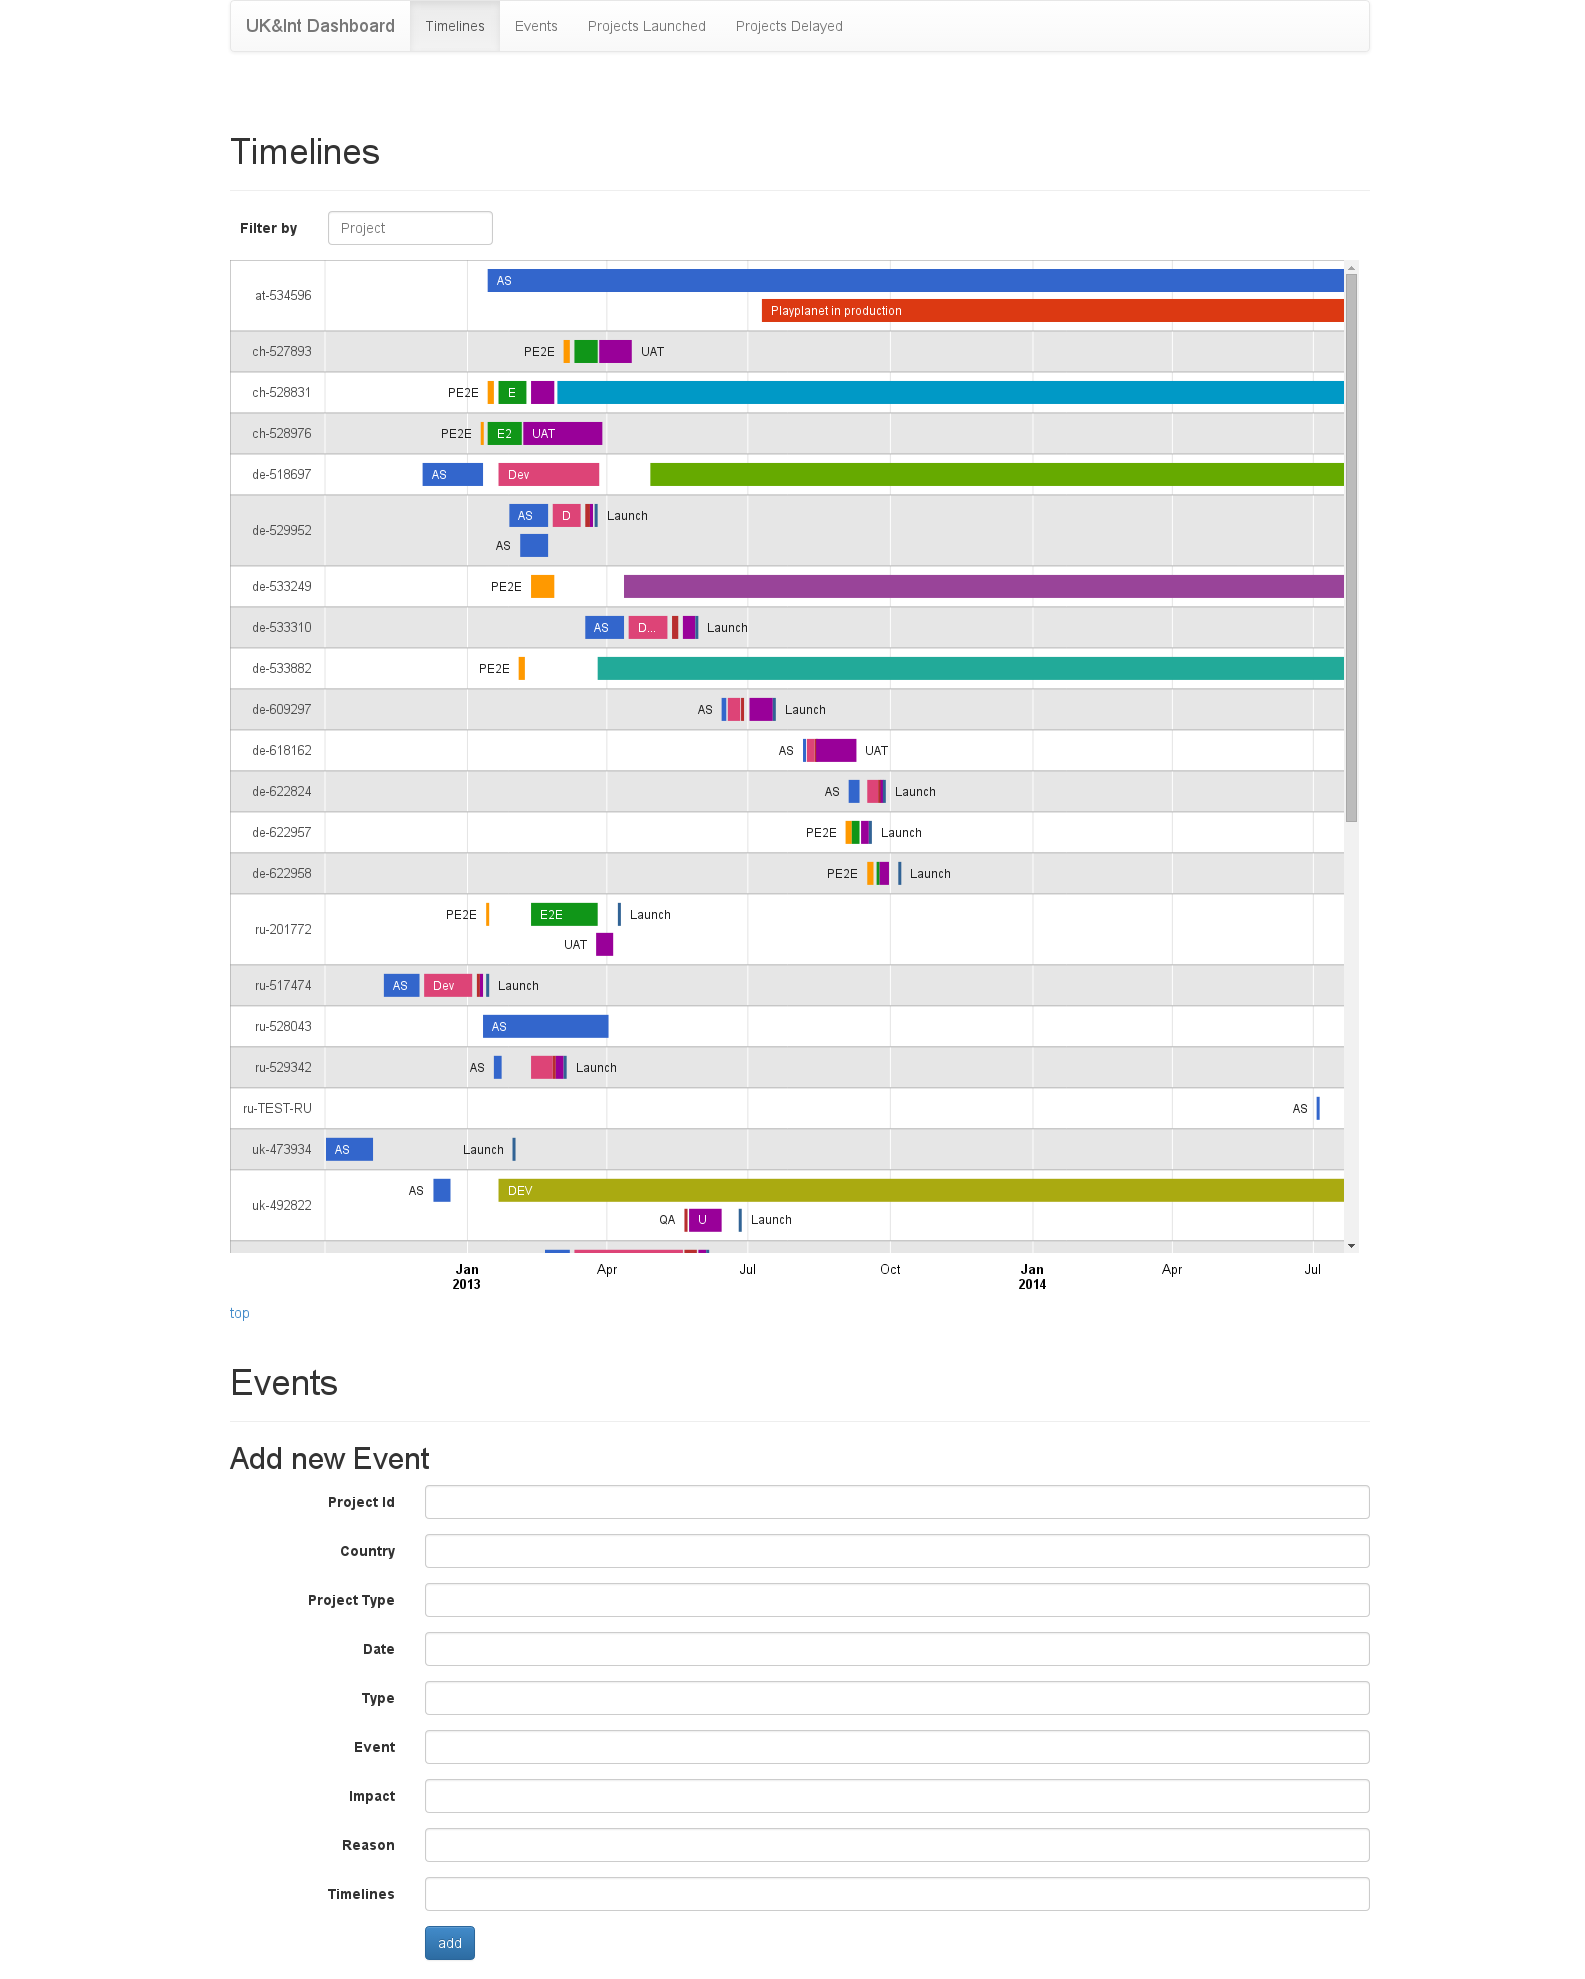 UK&Int Dashboard Timelines Events Projects Launched Projects Delayed
Timelines
Filter by Project
at-534596 AS
Playplanet in production
ch-527893 PE2E UAT
ch-528831 PE2E E
ch-528976 PE2E E2 UAT
de-518697 AS Dev
de-529952 AS D Launch
AS
de-533249 PE2E
de-533310 AS D... Launch
de-533882 PE2E
de-609297 AS Launch
de-618162 AS UAT
de-622824 AS Launch
de-622957 PE2E Launch
de-622958 PE2E Launch
ru-201772 PE2E E2E Launch
UAT
ru-517474 AS Dev Launch
ru-528043 AS
ru-529342 AS Launch
ru-TEST-RU AS
uk-473934 AS Launch
uk-492822 AS DEV
QA U Launch
Jan Apr Jul Oct Jan Apr Jul
2013 2014
top
Events
Add new Event
Project Id
Country
Project Type
Date
Type
Event
Impact
Reason
Timelines
add